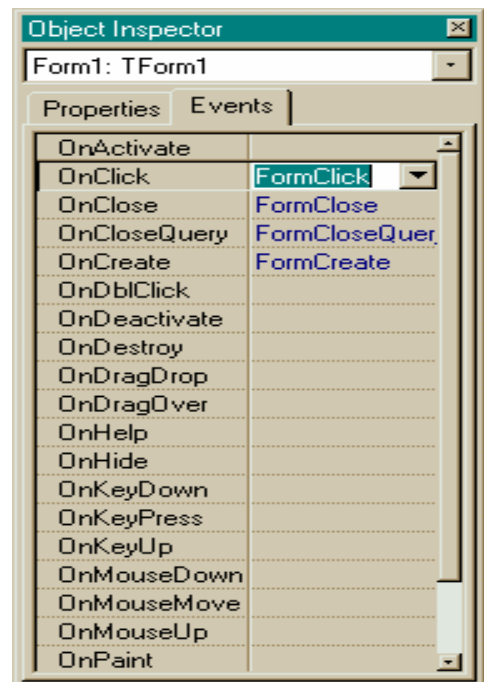 Object Inspector
Form1: TForm1
Properties Events
OnActivate
OnClick FormClick
OnClose FormClose
OnCloseQuery FormCloseQuer
OnCreate FormCreate
OnDblClick
OnDeactivate
OnDestroy
OnDragDrop
OnDragOver
OnHelp
OnHide
OnKeyDown
OnKeyPress
OnKeyUp
OnMouseDown
OnMouseMove
OnMouseUp
OnPaint